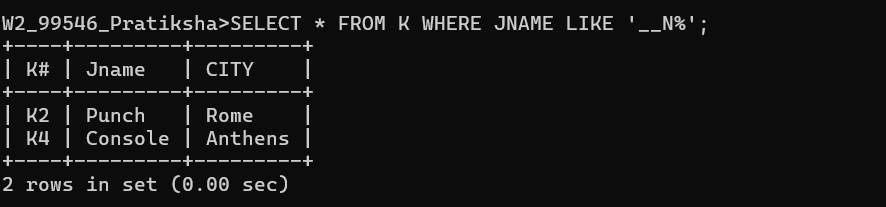 W2_99546_Pratiksha>SELECT * FROM K WHERE JNAME LIKE '__N%';
+----+---------+---------+
| K# | Jname   | CITY    |
+----+---------+---------+
| K2 | Punch   | Rome    |
| K4 | Console | Anthens |
+----+---------+---------+
2 rows in set (0.00 sec)